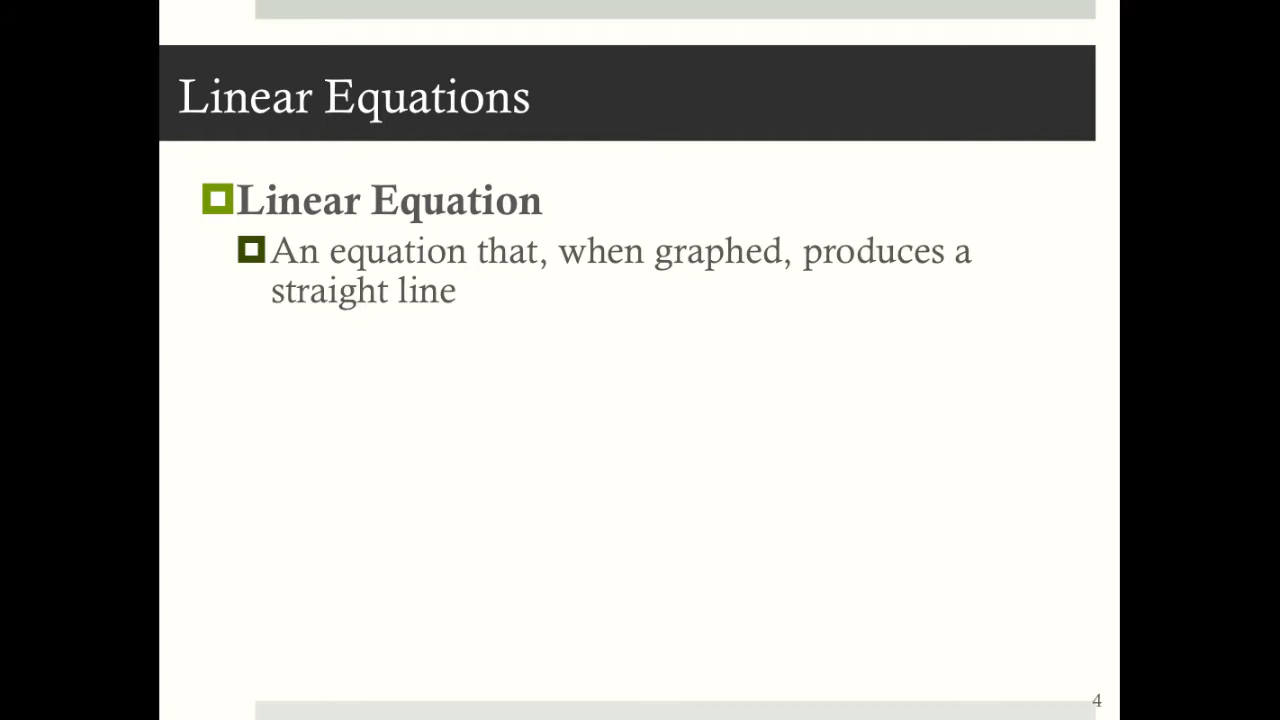 Linear Equations
Linear Equation
An equation that, when graphed, produces a
straight line
4